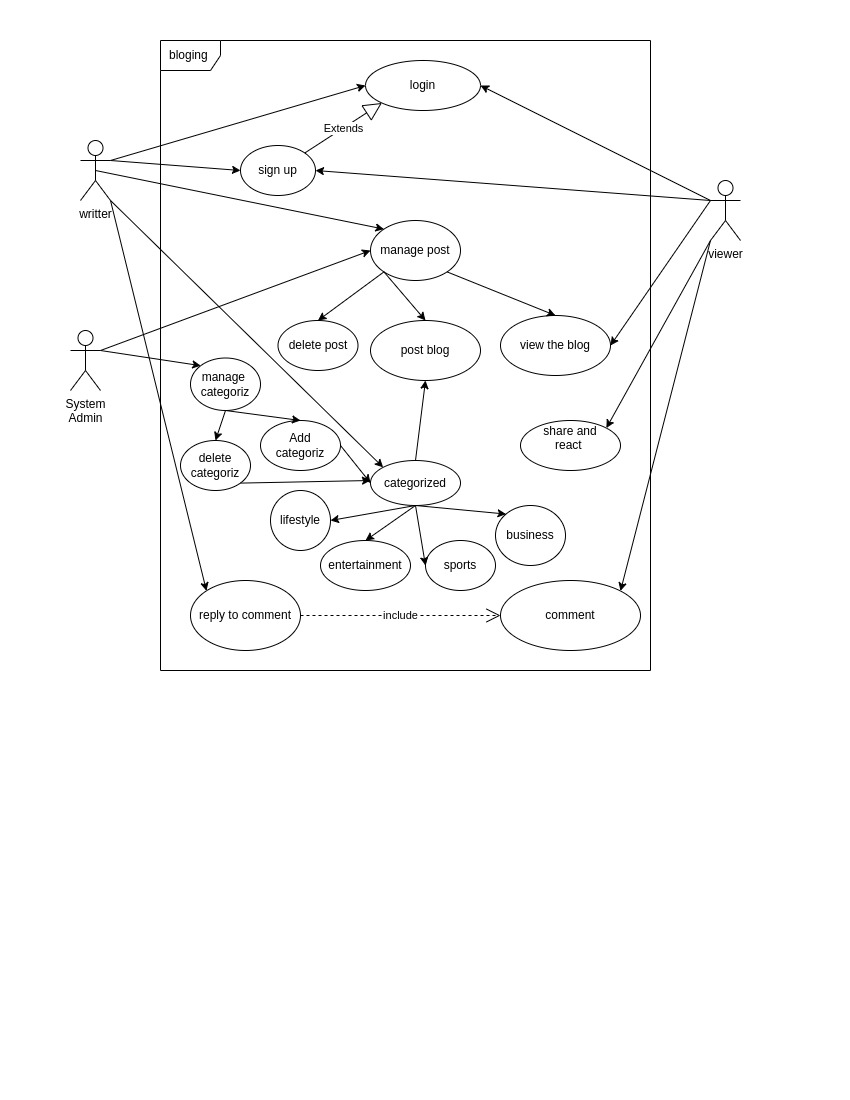 bloging
login
Extends
sign up
writter
manage post
viewer
delete post
post blog
view the blog
System
Admin
manage
categoriz
Add
categoriz
share and
react
delete
categoriz
categorized
lifestyle
business
entertainment
sports
reply to comment
include
comment